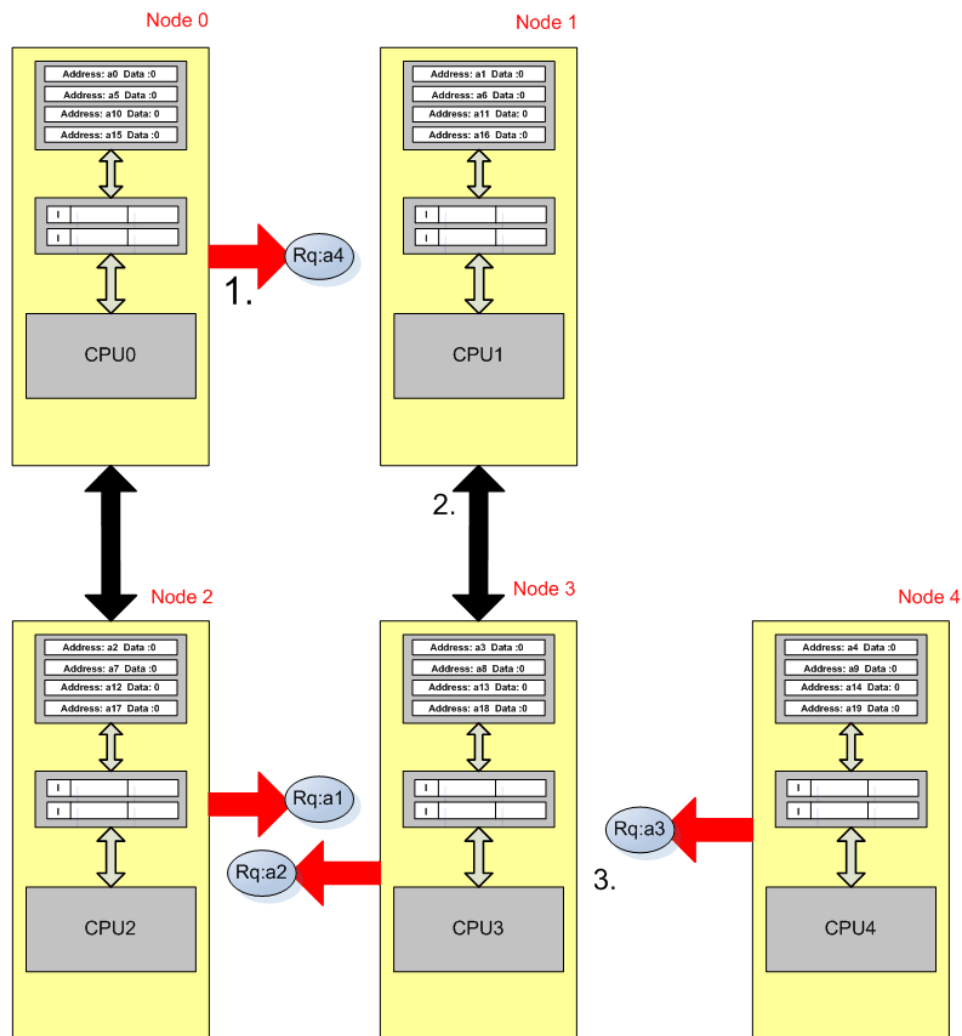 Node 0
Node 1
Address: a0 Data :0
Address: a5 Data :0
Address: a10 Data: 0
Address: a15 Data :0
Address: a1 Data :0
Address: a6 Data :0
Address: a11 Data: 0
Address: a16 Data :0
I
I
I
I
Rq:a4
1.
CPU0
CPU1
2.
Node 2
Node 3
Node 4
Address: a2 Data :0
Address: a7 Data :0
Address: a12 Data: 0
Address: a17 Data :0
Address: a3 Data :0
Address: a8 Data :0
Address: a13 Data: 0
Address: a18 Data :0
Address: a4 Data :0
Address: a9 Data :0
Address: a14 Data: 0
Address: a19 Data :0
I
I
I
I
I
I
Rq:a1
Rq:a3
Rq:a2
3.
CPU2
CPU3
CPU4